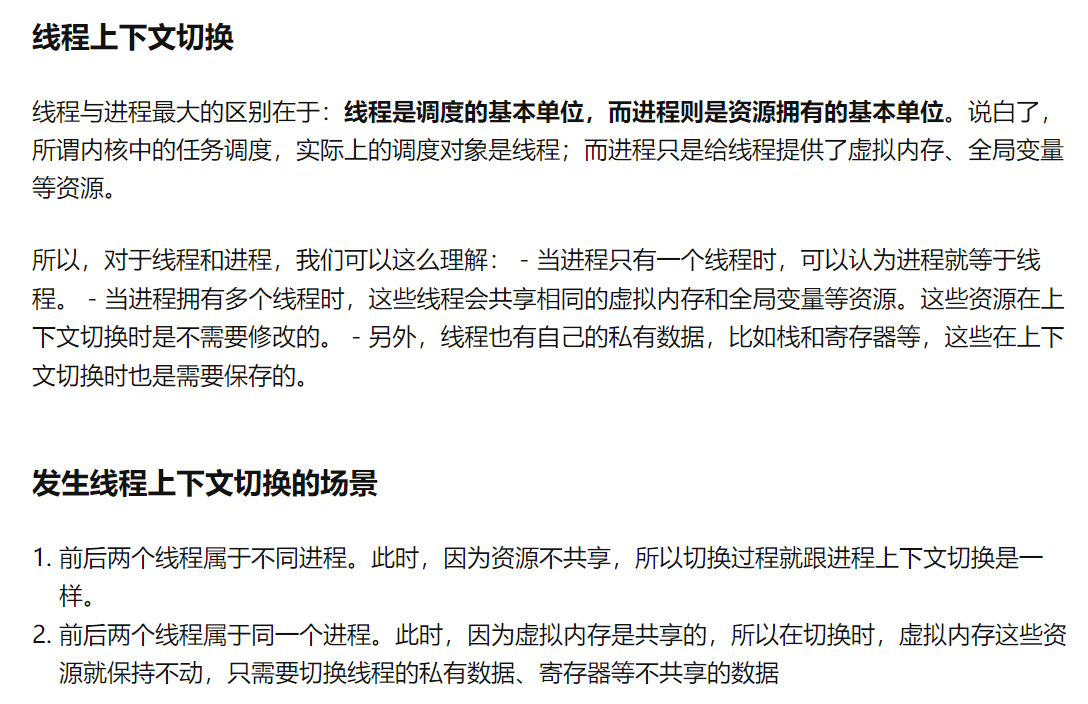 线程上下文切换
线程与进程最大的区别在于：线程是调度的基本单位，而进程则是资源拥有的基本单位。说白了，
所谓内核中的任务调度，实际上的调度对象是线程；而进程只是给线程提供了虚拟内存、全局变量
等资源。
所以，对于线程和进程，我们可以这么理解： - 当进程只有一个线程时，可以认为进程就等于线
程。 - 当进程拥有多个线程时，这些线程会共享相同的虚拟内存和全局变量等资源。这些资源在上
下文切换时是不需要修改的。 - 另外，线程也有自己的私有数据，比如栈和寄存器等，这些在上下
文切换时也是需要保存的。
发生线程上下文切换的场景
1. 前后两个线程属于不同进程。此时，因为资源不共享，所以切换过程就跟进程上下文切换是一
样。
2. 前后两个线程属于同一个进程。此时，因为虚拟内存是共享的，所以在切换时，虚拟内存这些资
源就保持不动，只需要切换线程的私有数据、寄存器等不共享的数据